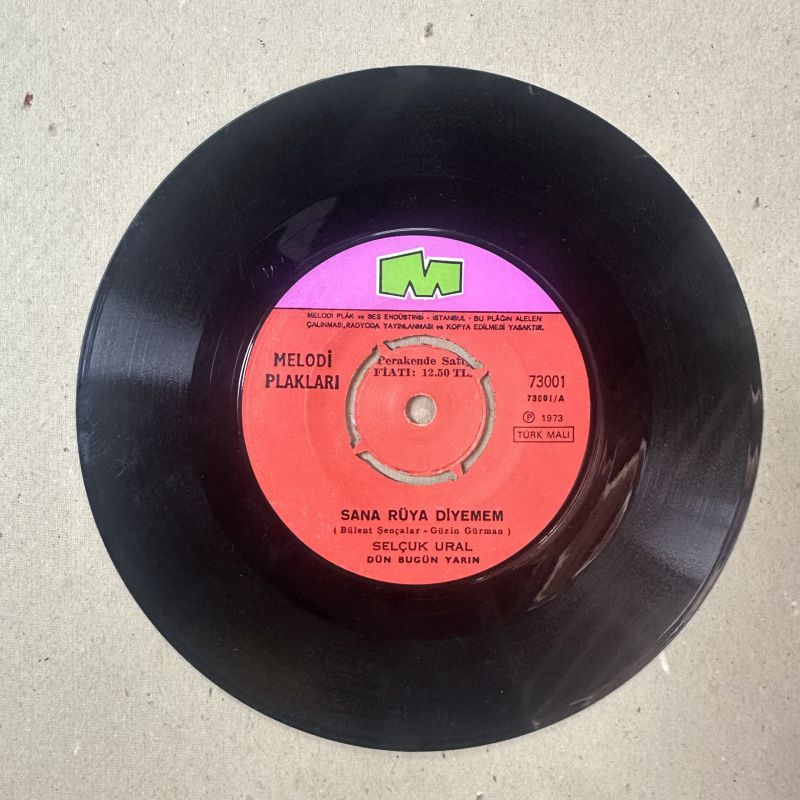 M
MELODİ PLÂK ve SES ENDÜSTRİSİ - İSTANBUL - BU PLÂĞIN ALELEN
ÇALINMASI, RADYODA YAYINLANMASI ve KOPYA EDİLMESİ YASAKTIR.
MELODİ
PLAKLARI
Perakende Satış
FİATI: 12.50 TL.
73001
73001/A
Ⓟ 1973
TÜRK MALI
SANA RÜYA DİYEMEM
( Bülent Şençalar - Güzin Gürman )
SELÇUK URAL
DÜN BUGÜN YARIN